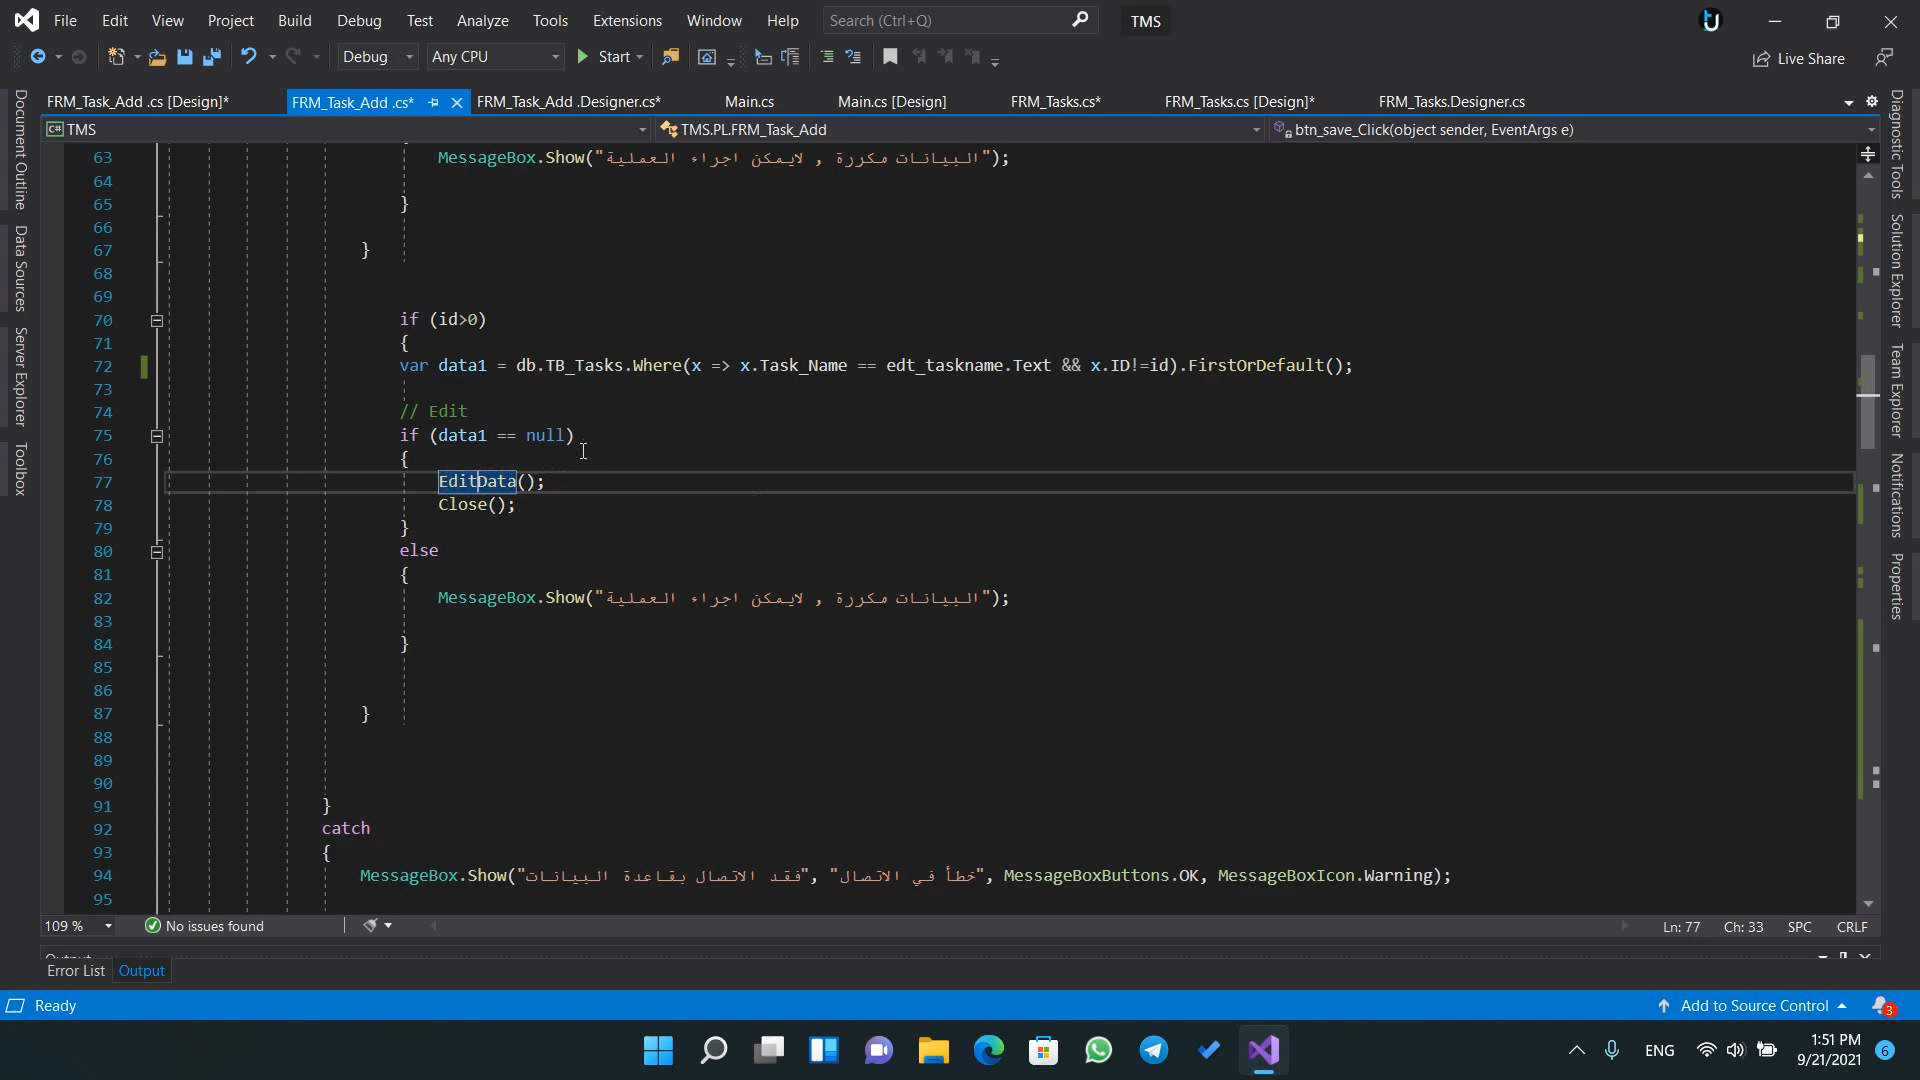 File Edit View Project Build Debug Test Analyze Tools Extensions Window Help Search (Ctrl+Q) TMS
Debug Any CPU Start Live Share
FRM_Task_Add .cs [Design]* FRM_Task_Add .cs* FRM_Task_Add .Designer.cs* Main.cs Main.cs [Design] FRM_Tasks.cs* FRM_Tasks.cs [Design]* FRM_Tasks.Designer.cs
C# TMS TMS.PL.FRM_Task_Add btn_save_Click(object sender, EventArgs e)
Document Outline
Data Sources
Server Explorer
Toolbox
63 MessageBox.Show("البيانات مكررة , لايمكن اجراء العملية");
64
65 }
66
67 }
68
69
70 if (id>0)
71 {
72 var data1 = db.TB_Tasks.Where(x => x.Task_Name == edt_taskname.Text && x.ID!=id).FirstOrDefault();
73
74 // Edit
75 if (data1 == null)
76 {
77 EditData();
78 Close();
79 }
80 else
81 {
82 MessageBox.Show("البيانات مكررة , لايمكن اجراء العملية");
83
84 }
85
86
87 }
88
89
90
91 }
92 catch
93 {
94 MessageBox.Show("فقد الاتصال بقاعدة البيانات", "خطأ في الاتصال", MessageBoxButtons.OK, MessageBoxIcon.Warning);
95
Diagnostic Tools
Solution Explorer
Team Explorer
Notifications
Properties
109 % No issues found Ln: 77 Ch: 33 SPC CRLF
Output
Error List Output
Ready Add to Source Control 3
ENG 1:51 PM 6
9/21/2021